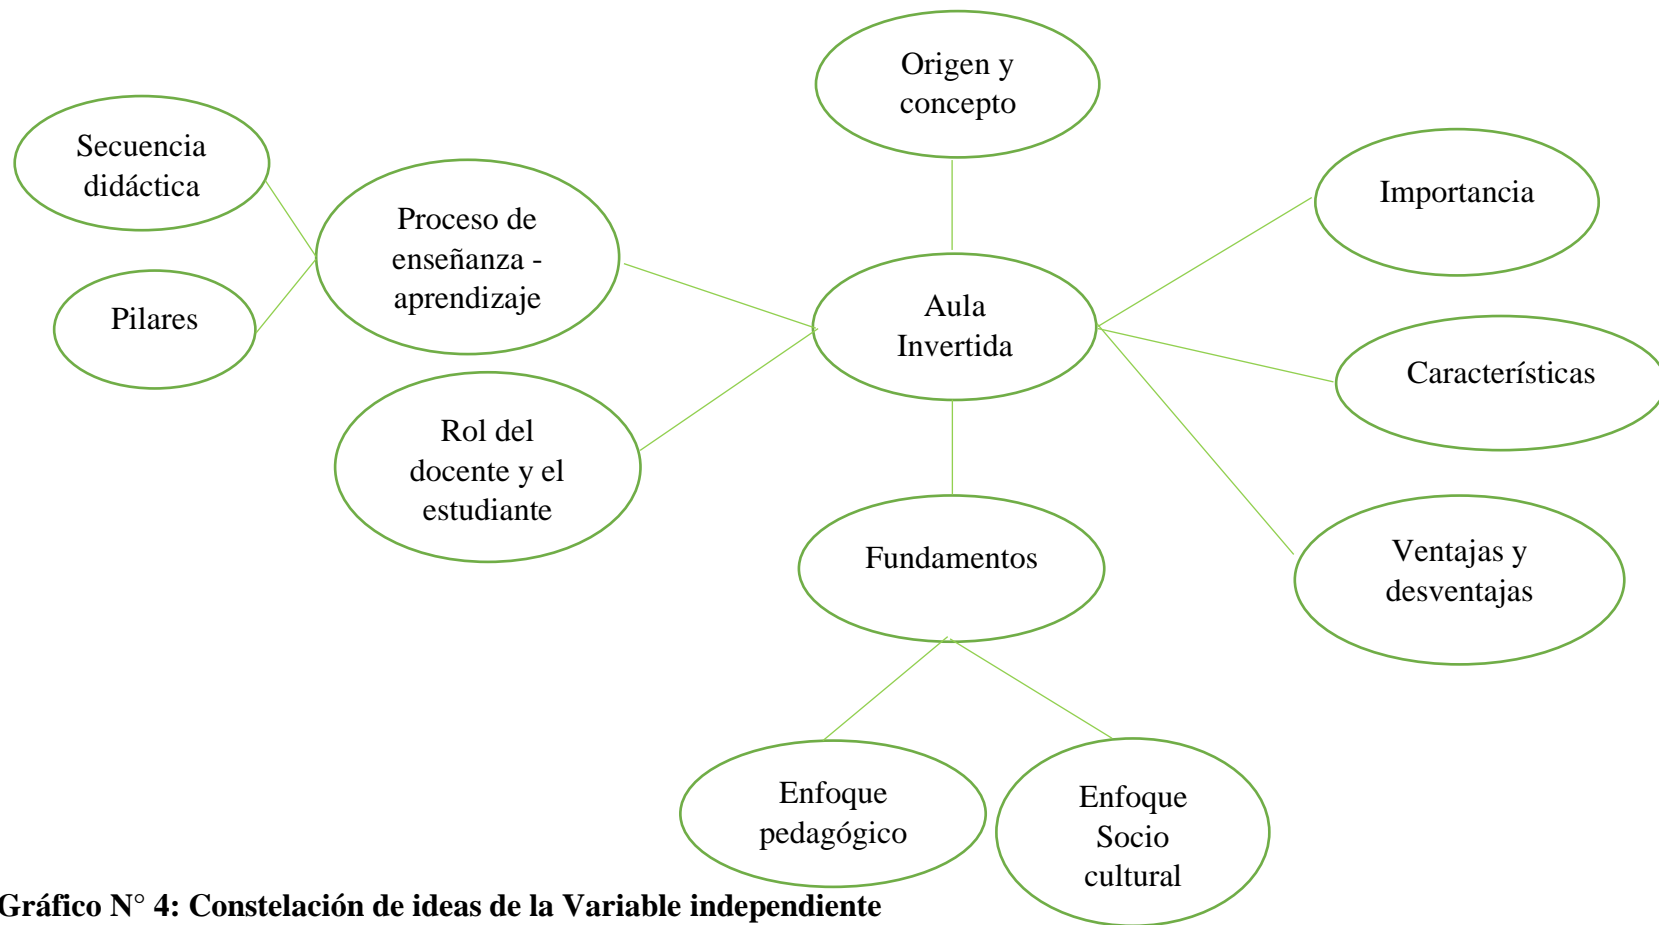 Origen y
concepto
Secuencia
didáctica
Importancia
Proceso de
enseñanza -
aprendizaje
Pilares
Aula
Invertida
Características
Rol del
docente y el
estudiante
Fundamentos
Ventajas y
desventajas
Enfoque
pedagógico
Enfoque
Socio
cultural
Gráfico N° 4: Constelación de ideas de la Variable independiente